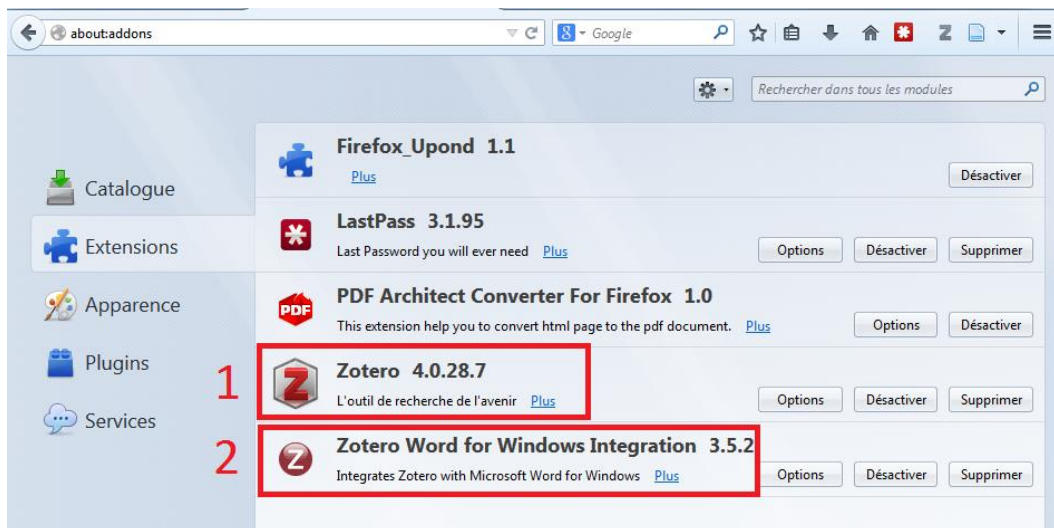 about:addons
8 Google
Rechercher dans tous les modules
Catalogue
Extensions
Apparence
Plugins
Services
Firefox_Upond 1.1
Plus
Désactiver
LastPass 3.1.95
Last Password you will ever need Plus
Options Désactiver Supprimer
PDF
PDF Architect Converter For Firefox 1.0
This extension help you to convert html page to the pdf document. Plus
Options Désactiver
1
Z
Zotero 4.0.28.7
L'outil de recherche de l'avenir Plus
Options Désactiver Supprimer
2
Z
Zotero Word for Windows Integration 3.5.2
Integrates Zotero with Microsoft Word for Windows Plus
Options Désactiver Supprimer